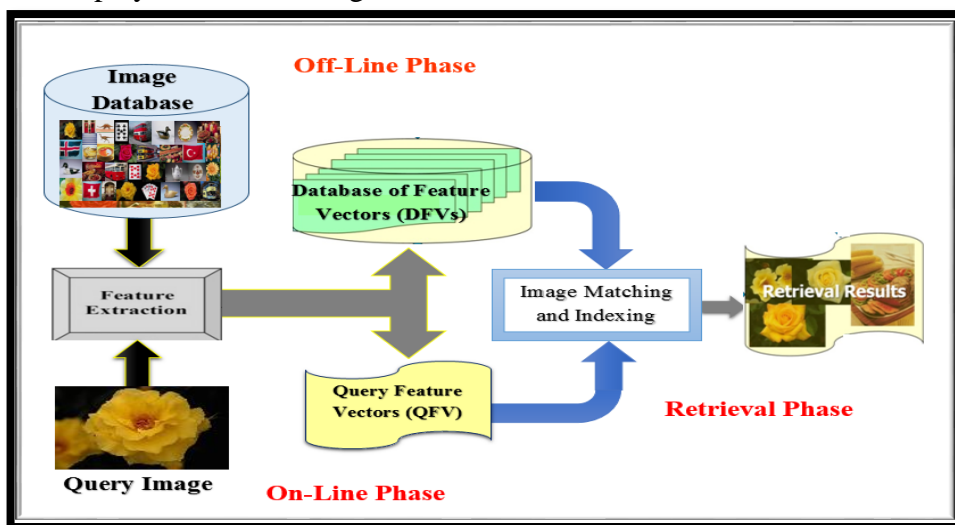 Off-Line Phase
Image
Database
Database of Feature
Vectors (DFVs)
Feature
Extraction
Image Matching
and Indexing
Retrieval Results
Query Feature
Vectors (QFV)
Retrieval Phase
Query Image
On-Line Phase